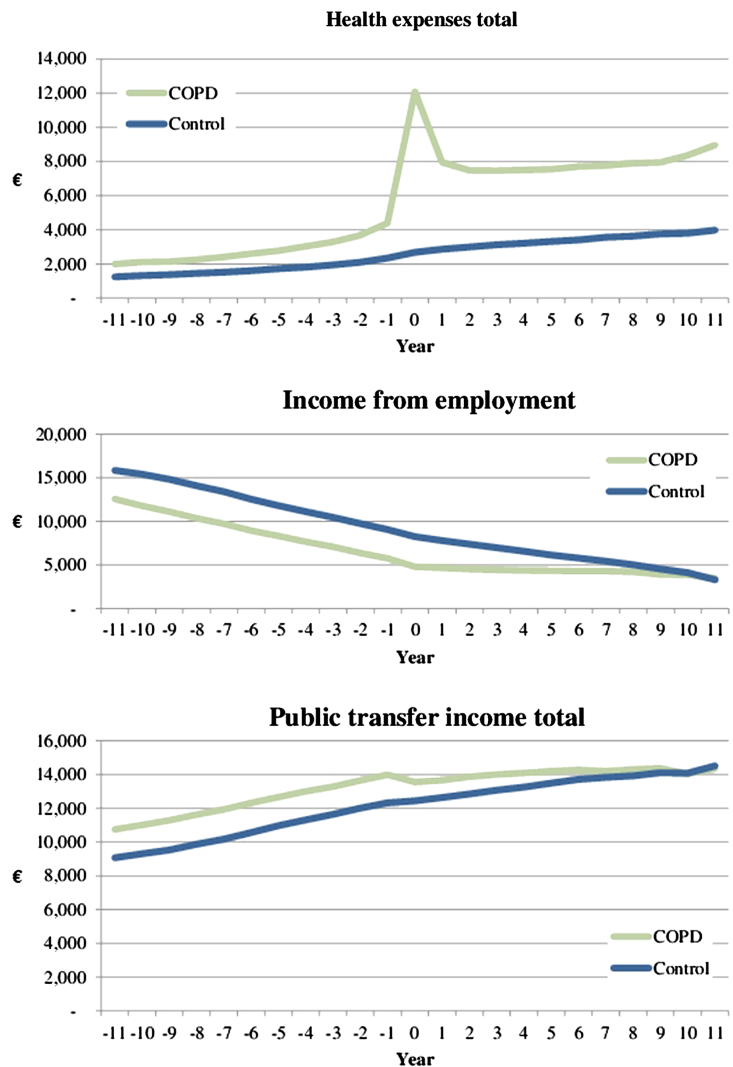 Health expenses total
14,000
12,000
10,000
8,000
6,000
4,000
2,000
-
€
COPD
Control
-11 -10 -9 -8 -7 -6 -5 -4 -3 -2 -1 0 1 2 3 4 5 6 7 8 9 10 11
Year
Income from employment
20,000
15,000
10,000
5,000
-
€
COPD
Control
-11 -10 -9 -8 -7 -6 -5 -4 -3 -2 -1 0 1 2 3 4 5 6 7 8 9 10 11
Year
Public transfer income total
16,000
14,000
12,000
10,000
8,000
6,000
4,000
2,000
-
€
COPD
Control
-11 -10 -9 -8 -7 -6 -5 -4 -3 -2 -1 0 1 2 3 4 5 6 7 8 9 10 11
Year